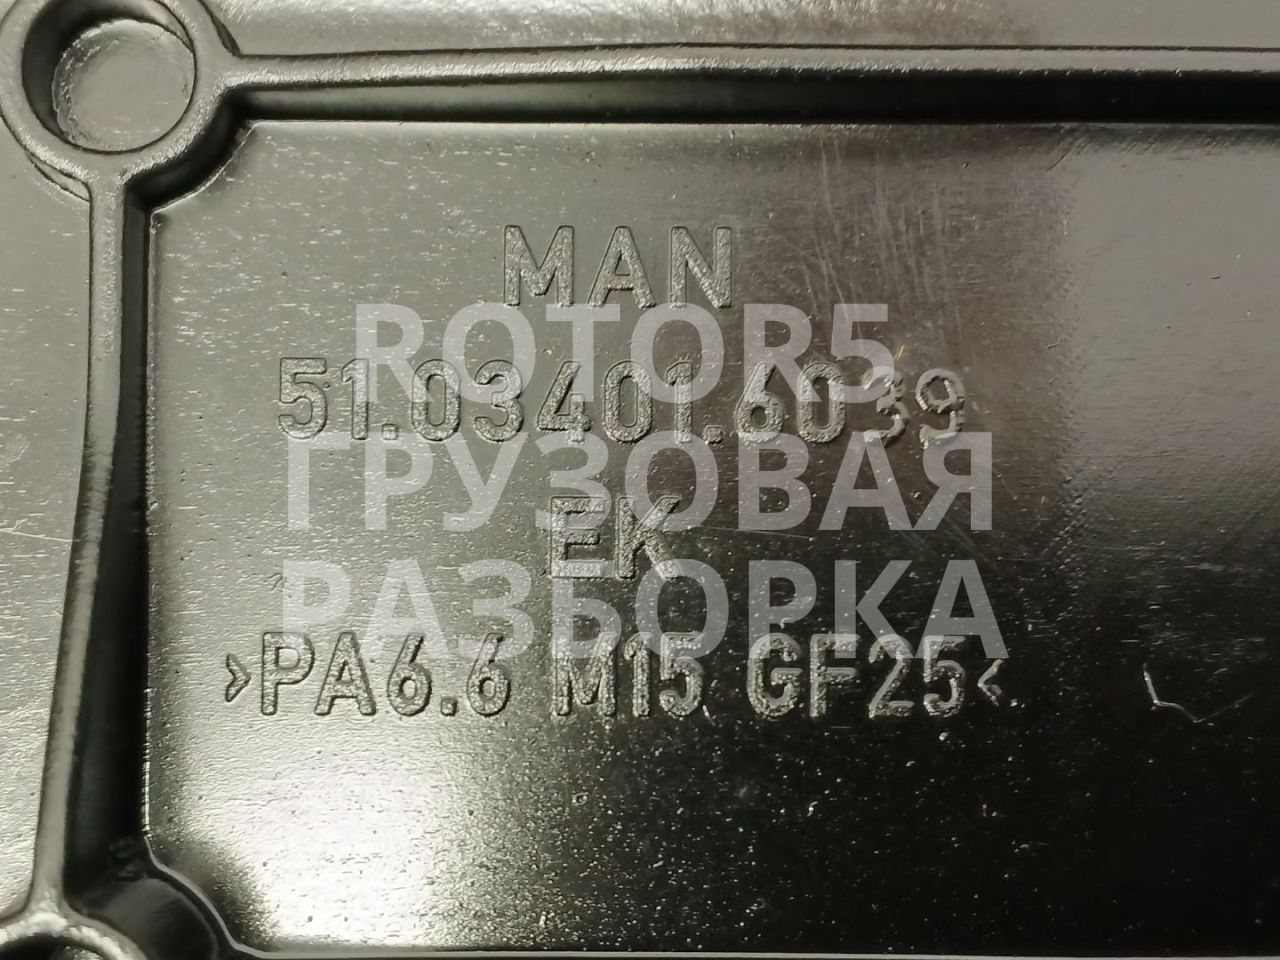 MAN
ROTOR5
51.03401.6039
ГРУЗОВАЯ
EK
РАЗБОРКА
>PA6.6 M15 GF25<